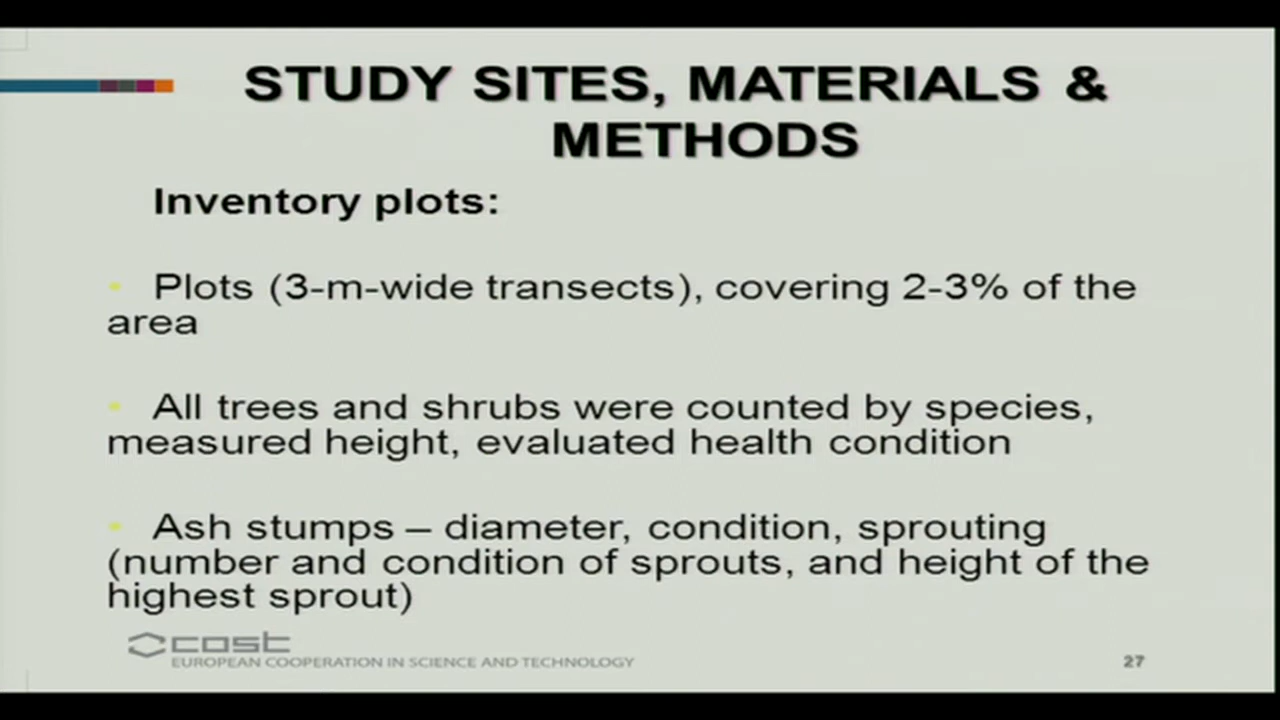 STUDY SITES, MATERIALS &
METHODS
Inventory plots:
• Plots (3-m-wide transects), covering 2-3% of the
area
• All trees and shrubs were counted by species,
measured height, evaluated health condition
• Ash stumps – diameter, condition, sprouting
(number and condition of sprouts, and height of the
highest sprout)
cost
EUROPEAN COOPERATION IN SCIENCE AND TECHNOLOGY
27